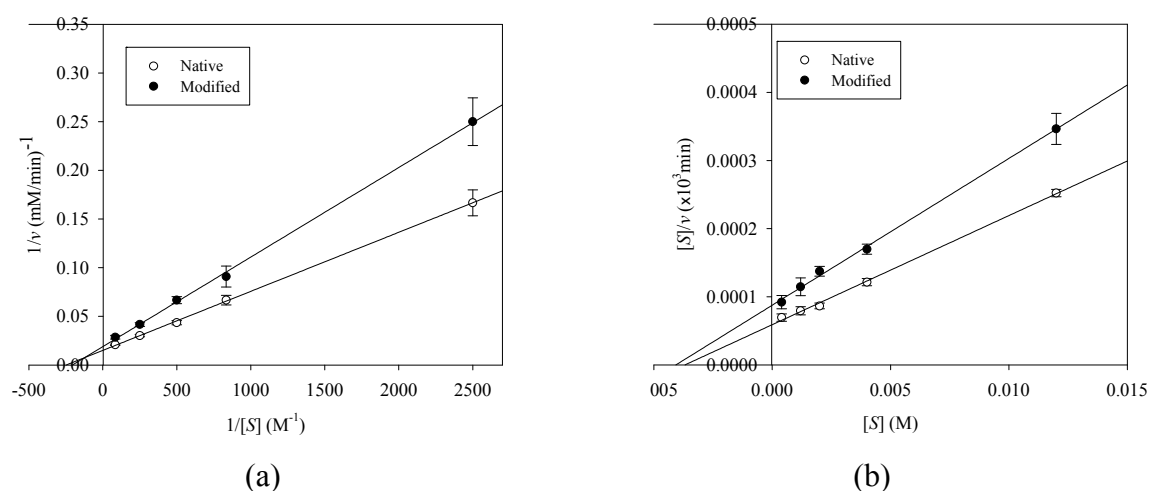 0.35
0.30
0.25
0.20
0.15
0.10
0.05
0.00
1/v (mM/min)⁻¹
Native
Modified
-500 0 500 1000 1500 2000 2500
1/[S] (M⁻¹)
(a)
0.0005
0.0004
0.0003
0.0002
0.0001
0.0000
[S]/v (x10³min)
Native
Modified
005 0.000 0.005 0.010 0.015
[S] (M)
(b)